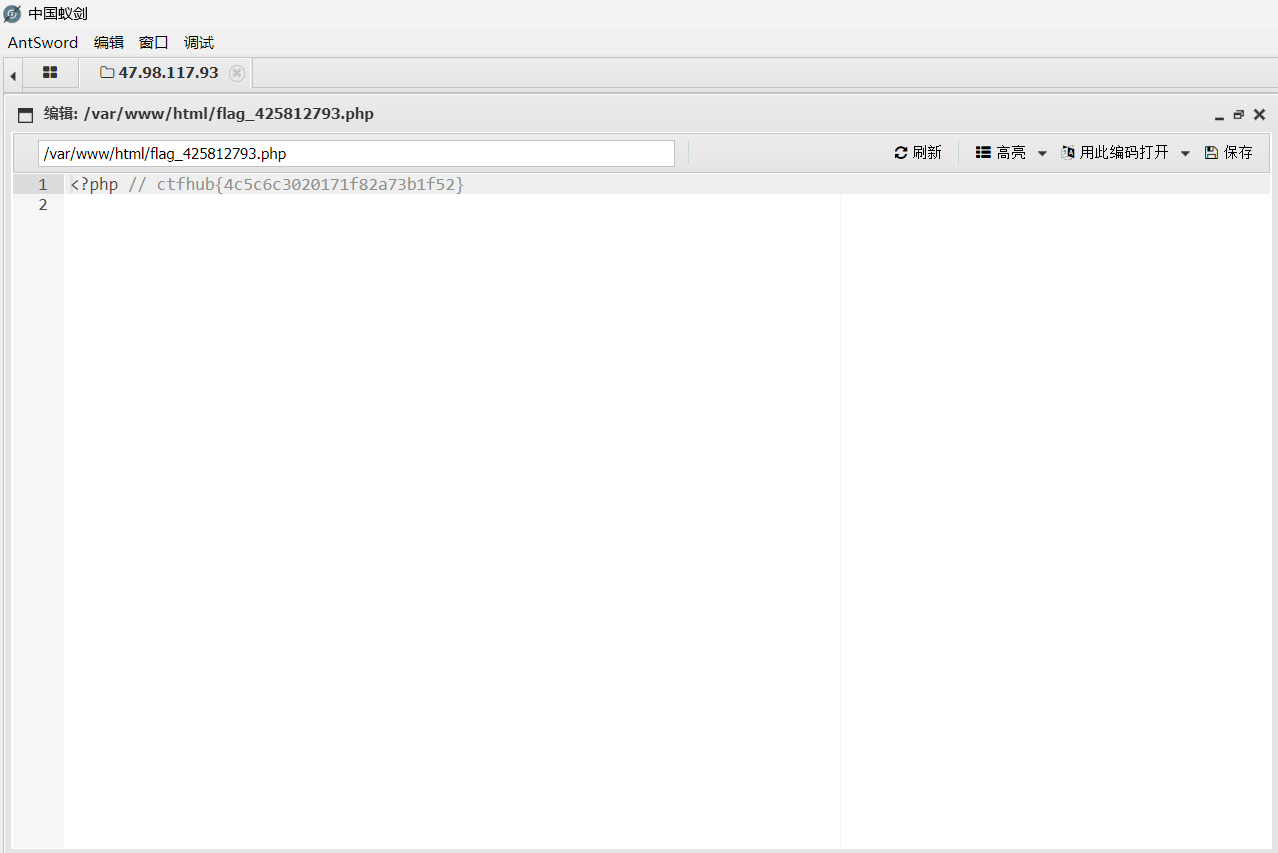 中国蚁剑
AntSword 编辑 窗口 调试
47.98.117.93
编辑: /var/www/html/flag_425812793.php
/var/www/html/flag_425812793.php 刷新 高亮 用此编码打开 保存
1 <?php // ctfhub{4c5c6c3020171f82a73b1f52}
2